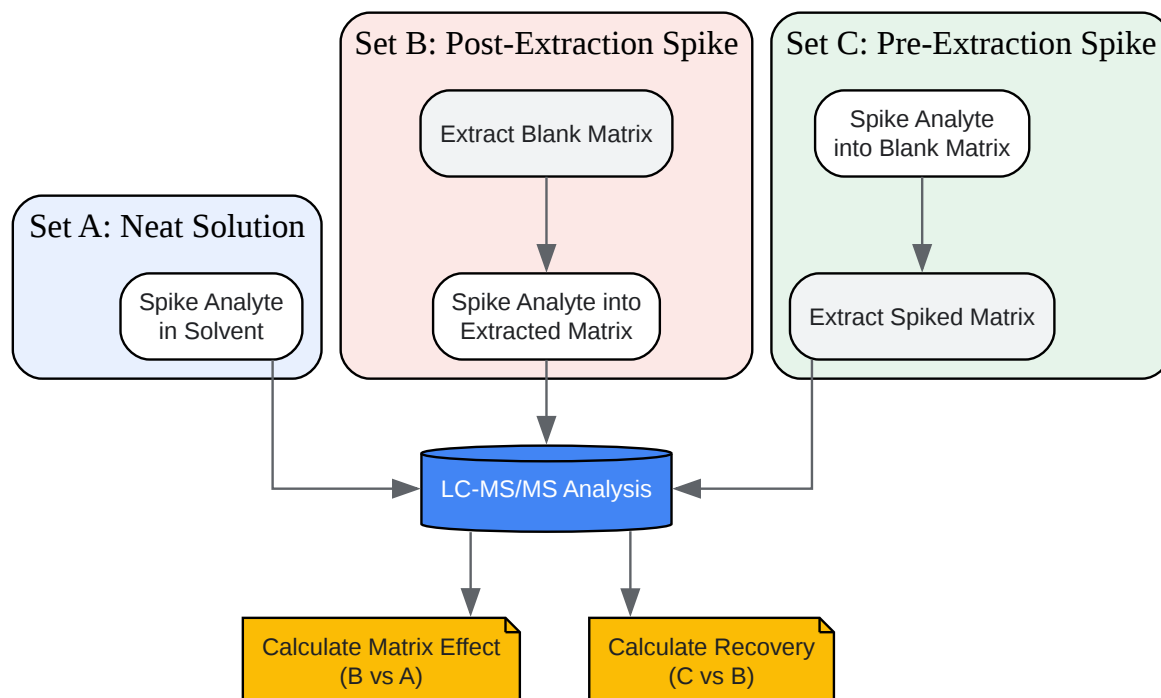 Set A: Neat Solution
Spike Analyte
in Solvent
Set B: Post-Extraction Spike
Extract Blank Matrix
Spike Analyte into
Extracted Matrix
Set C: Pre-Extraction Spike
Spike Analyte
into Blank Matrix
Extract Spiked Matrix
LC-MS/MS Analysis
Calculate Matrix Effect
(B vs A)
Calculate Recovery
(C vs B)